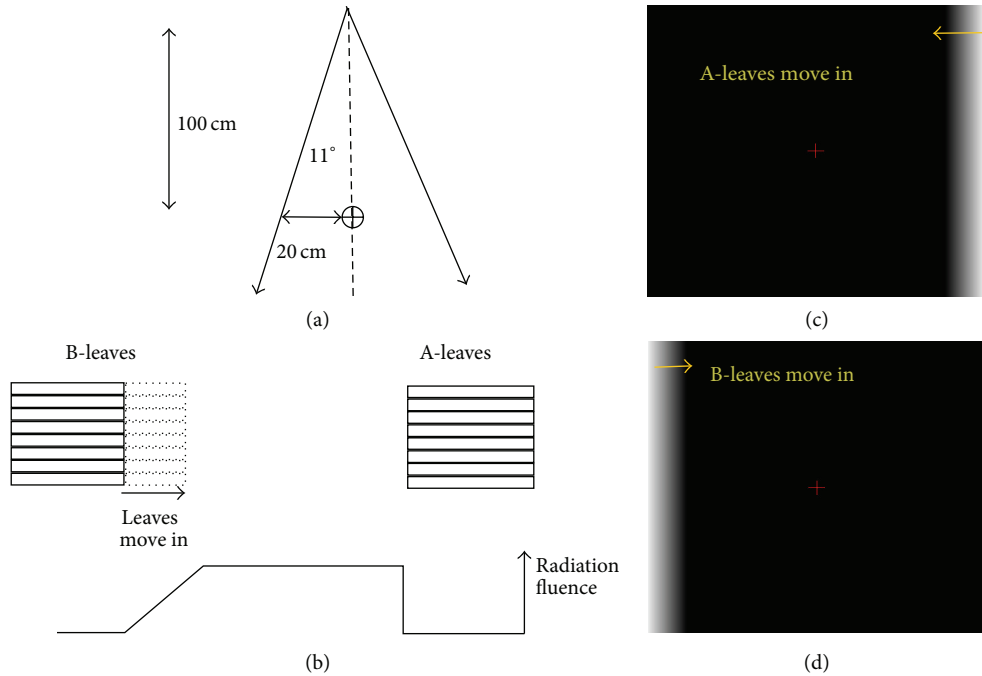 100 cm
11°
20 cm
(a)
B-leaves
A-leaves
Leaves
move in
Radiation
fluence
(b)
A-leaves move in
(c)
B-leaves move in
(d)